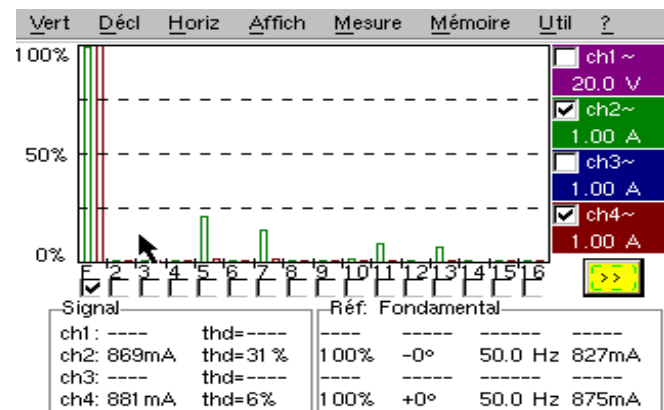 Vert Décl Horiz Affich Mesure Mémoire Util ?
100%
ch1~
20.0 V
ch2~
1.00 A
50%
ch3~
1.00 A
ch4~
1.00 A
0%
F 2 3 4 5 6 7 8 9 10 11 12 13 14 15 16
>>
Signal Réf: Fondamental
ch1: ---- thd=---- ---- ----- ------ -----
ch2: 869mA thd=31% 100% -0° 50.0 Hz 827mA
ch3: ---- thd=---- ---- ----- ------ -----
ch4: 881mA thd=6% 100% +0° 50.0 Hz 875mA